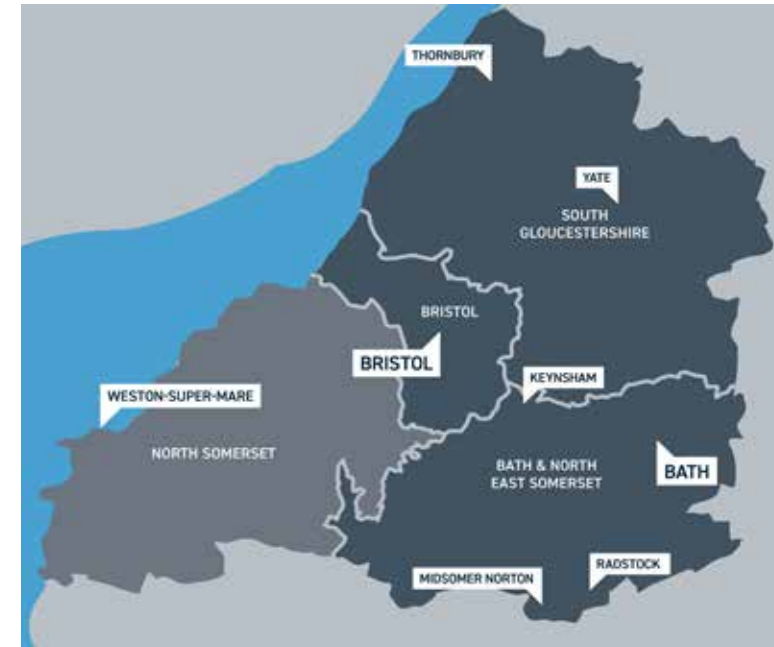 THORNBURY
YATE
SOUTH
GLOUCESTERSHIRE
BRISTOL
BRISTOL
KEYNSHAM
WESTON-SUPER-MARE
NORTH SOMERSET
BATH & NORTH
EAST SOMERSET
BATH
RADSTOCK
MIDSOMER NORTON